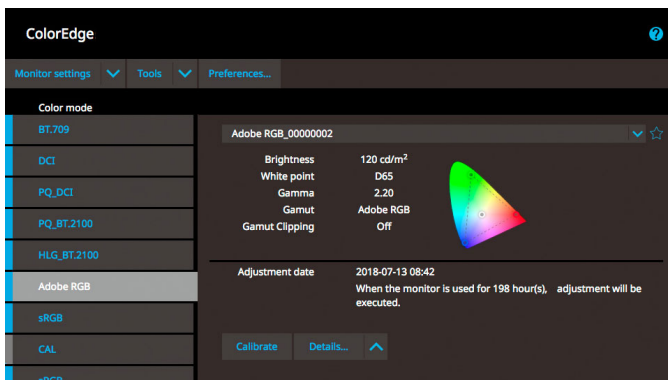 ColorEdge
?
Monitor settings
Tools
Preferences...
Color mode
BT.709
DCI
PQ_DCI
PQ_BT.2100
HLG_BT.2100
Adobe RGB
sRGB
CAL
sRGB
Adobe RGB_00000002
Brightness 120 cd/m²
White point D65
Gamma 2.20
Gamut Adobe RGB
Gamut Clipping Off
Adjustment date 2018-07-13 08:42
When the monitor is used for 198 hour(s), adjustment will be
executed.
Calibrate
Details...